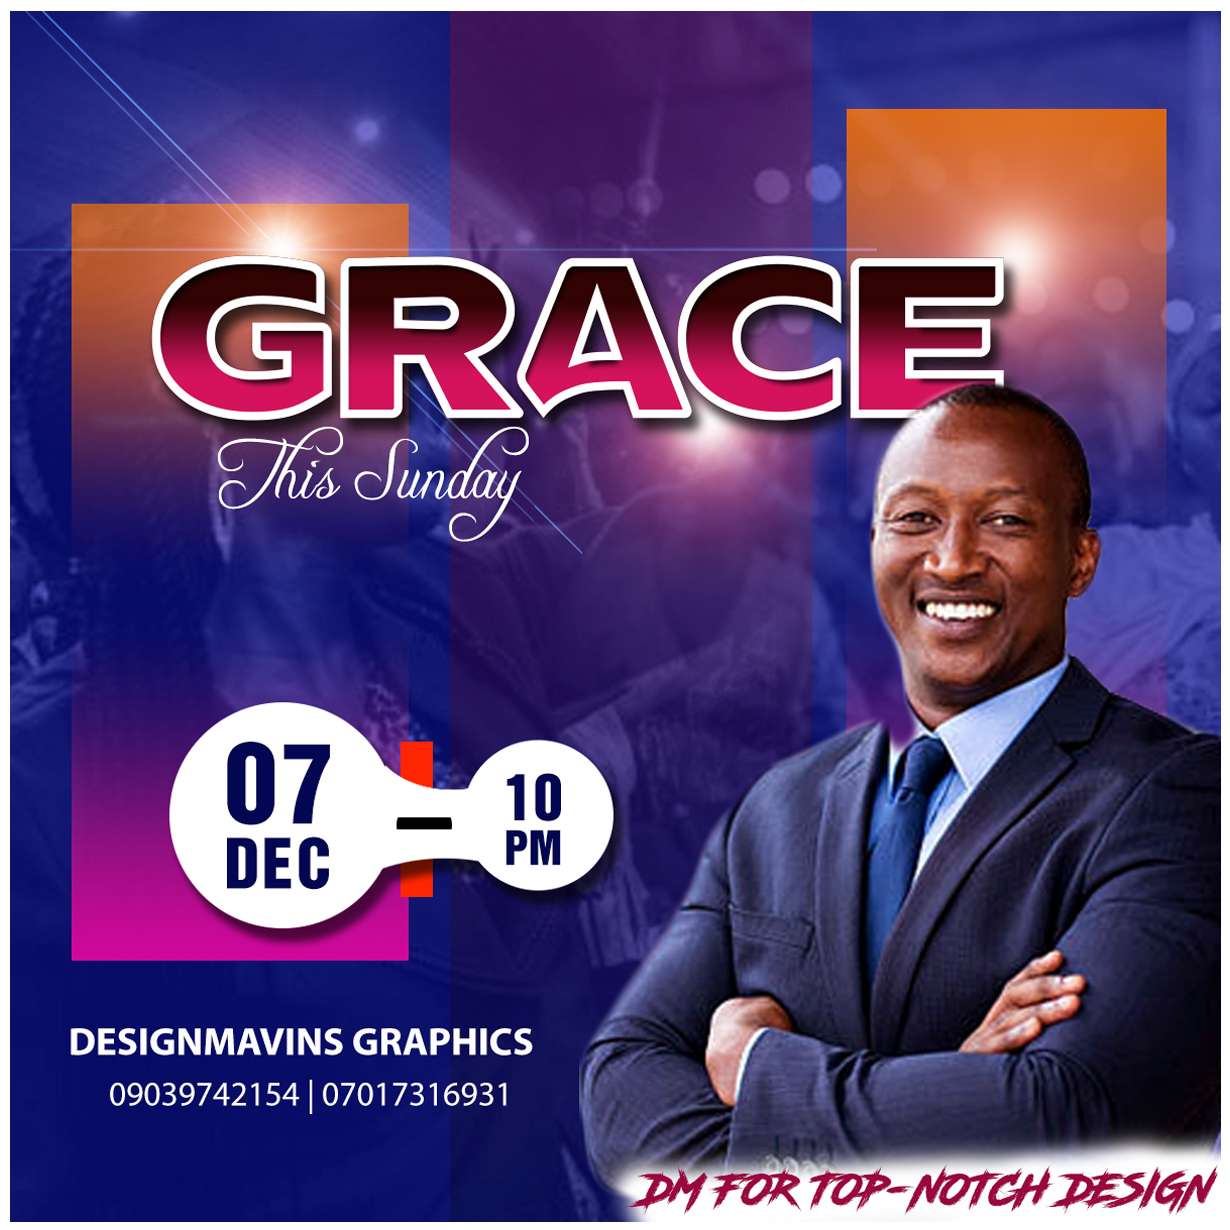 GRACE
This Sunday
07
DEC
10
PM
DESIGNMAVINS GRAPHICS
09039742154 | 07017316931
DM FOR TOP-NOTCH DESIGN